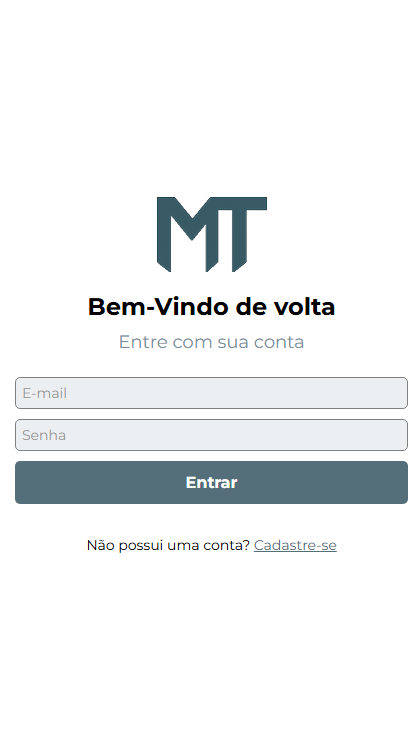 MT
Bem-Vindo de volta
Entre com sua conta
E-mail
Senha
Entrar
Não possui uma conta? Cadastre-se